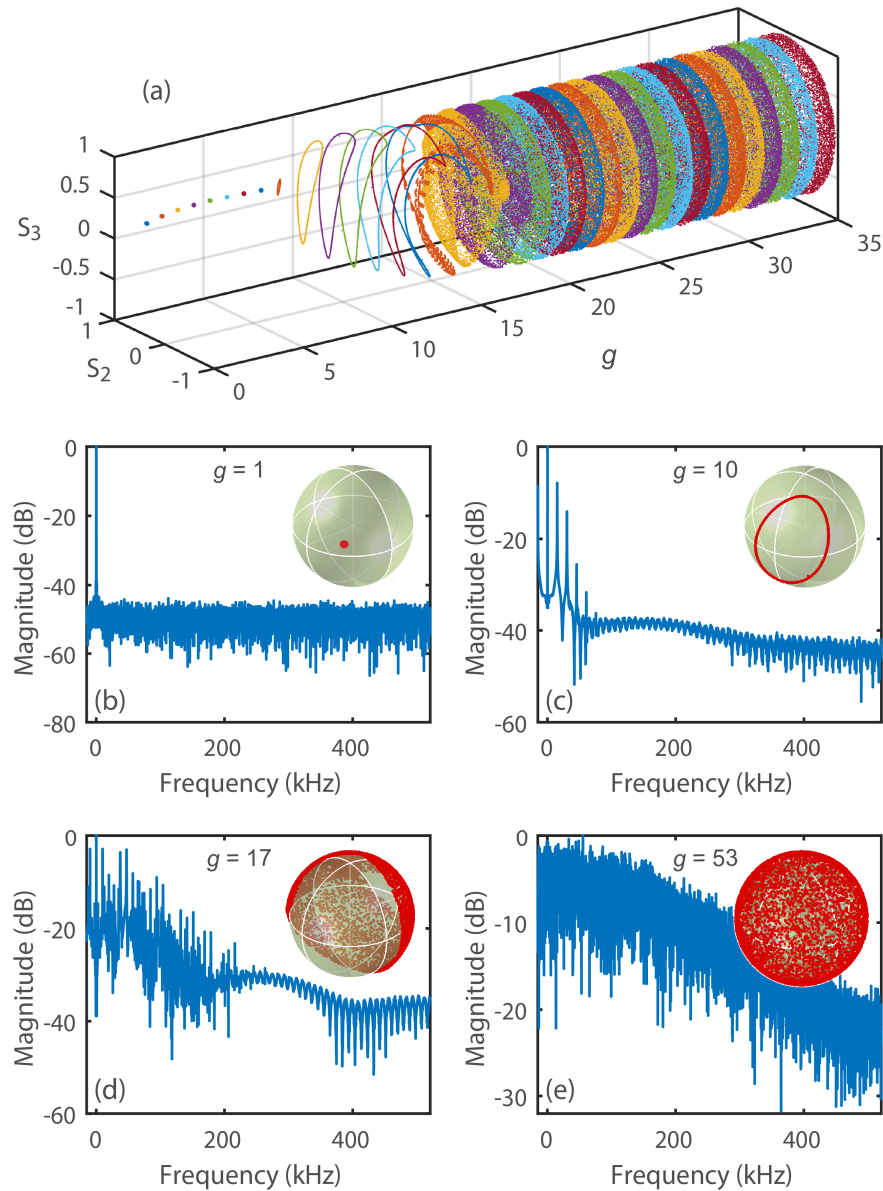 (a)
1
0.5
0
-0.5
-1
S3
1
0
-1
S2
0
5
10
15
20
25
30
35
g
0
-20
-40
-60
-80
Magnitude (dB)
g = 1
(b)
0
200
400
Frequency (kHz)
0
-20
-40
-60
Magnitude (dB)
g = 10
(c)
0
200
400
Frequency (kHz)
0
-20
-40
-60
Magnitude (dB)
g = 17
(d)
0
200
400
Frequency (kHz)
0
-10
-20
-30
Magnitude (dB)
g = 53
(e)
0
200
400
Frequency (kHz)